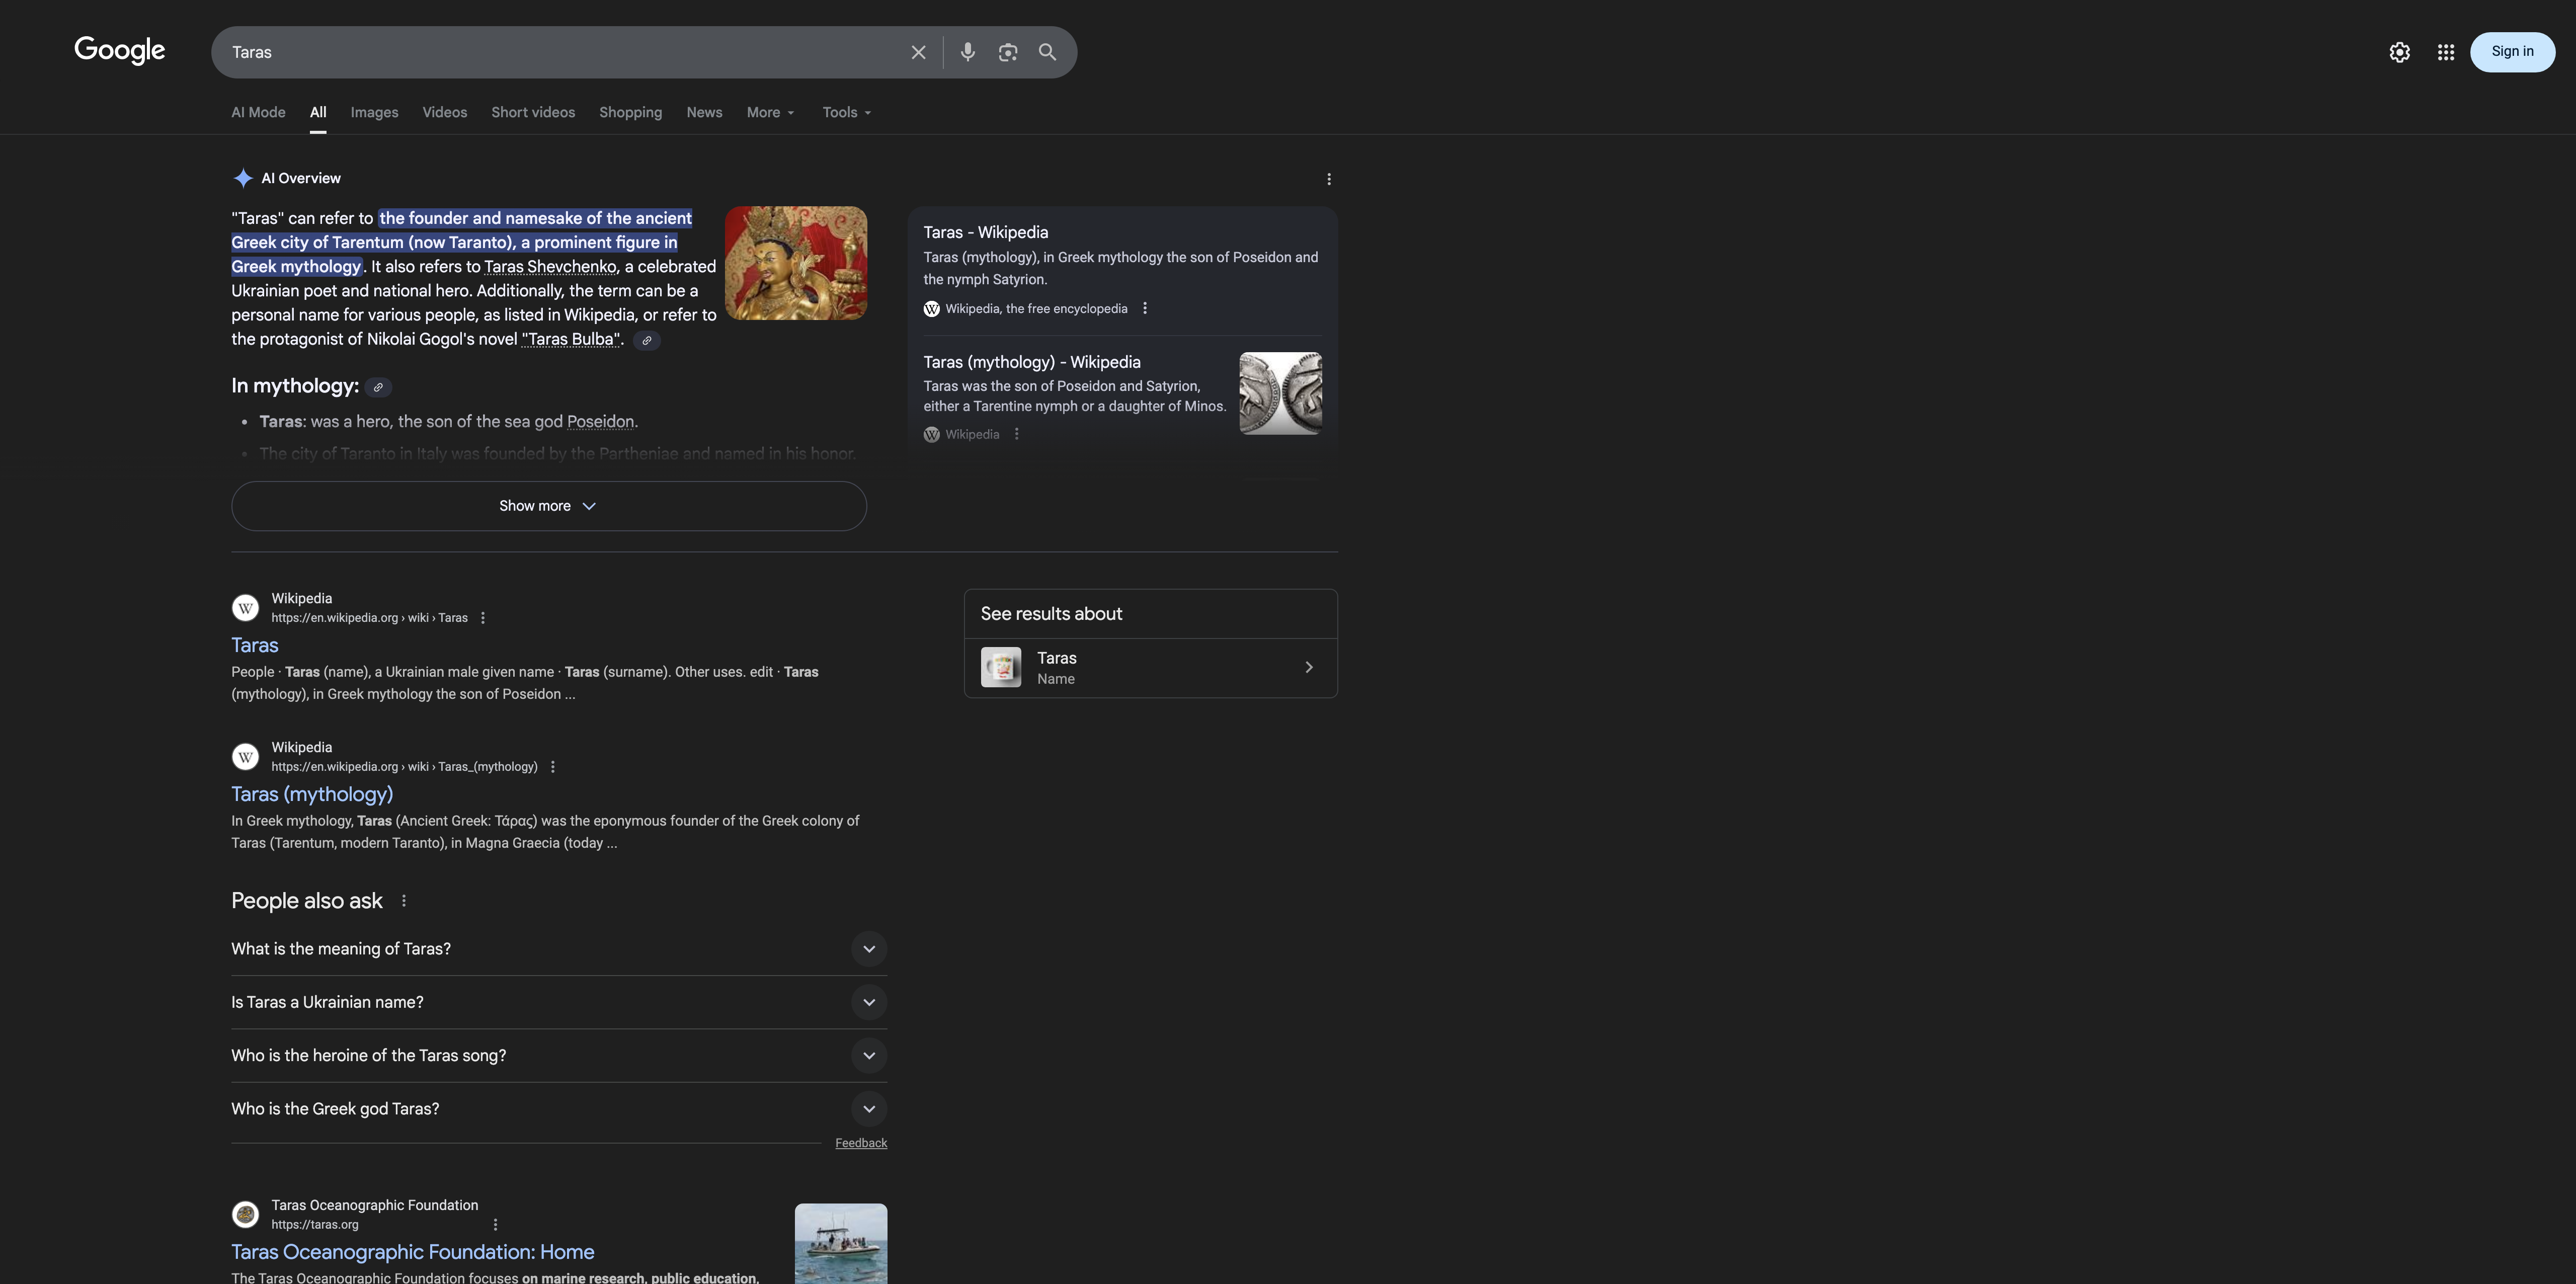 Google
Taras
Sign in
AI Mode
All
Images
Videos
Short videos
Shopping
News
More
Tools
AI Overview
"Taras" can refer to the founder and namesake of the ancient
Greek city of Tarentum (now Taranto), a prominent figure in
Greek mythology. It also refers to Taras Shevchenko, a celebrated
Ukrainian poet and national hero. Additionally, the term can be a
personal name for various people, as listed in Wikipedia, or refer to
the protagonist of Nikolai Gogol's novel "Taras Bulba".
In mythology:
• Taras: was a hero, the son of the sea god Poseidon.
• The city of Taranto in Italy was founded by the Partheniae and named in his honor.
Show more
Taras - Wikipedia
Taras (mythology), in Greek mythology the son of Poseidon and
the nymph Satyrion.
W Wikipedia, the free encyclopedia
Taras (mythology) - Wikipedia
Taras was the son of Poseidon and Satyrion,
either a Tarentine nymph or a daughter of Minos.
W Wikipedia
W
Wikipedia
https://en.wikipedia.org › wiki › Taras
Taras
People · Taras (name), a Ukrainian male given name · Taras (surname). Other uses. edit · Taras
(mythology), in Greek mythology the son of Poseidon ...
See results about
Taras
Name
W
Wikipedia
https://en.wikipedia.org › wiki › Taras_(mythology)
Taras (mythology)
In Greek mythology, Taras (Ancient Greek: Τάρας) was the eponymous founder of the Greek colony of
Taras (Tarentum, modern Taranto), in Magna Graecia (today ...
People also ask
What is the meaning of Taras?
Is Taras a Ukrainian name?
Who is the heroine of the Taras song?
Who is the Greek god Taras?
Feedback
Taras Oceanographic Foundation
https://taras.org
Taras Oceanographic Foundation: Home
The Taras Oceanographic Foundation focuses on marine research, public education,